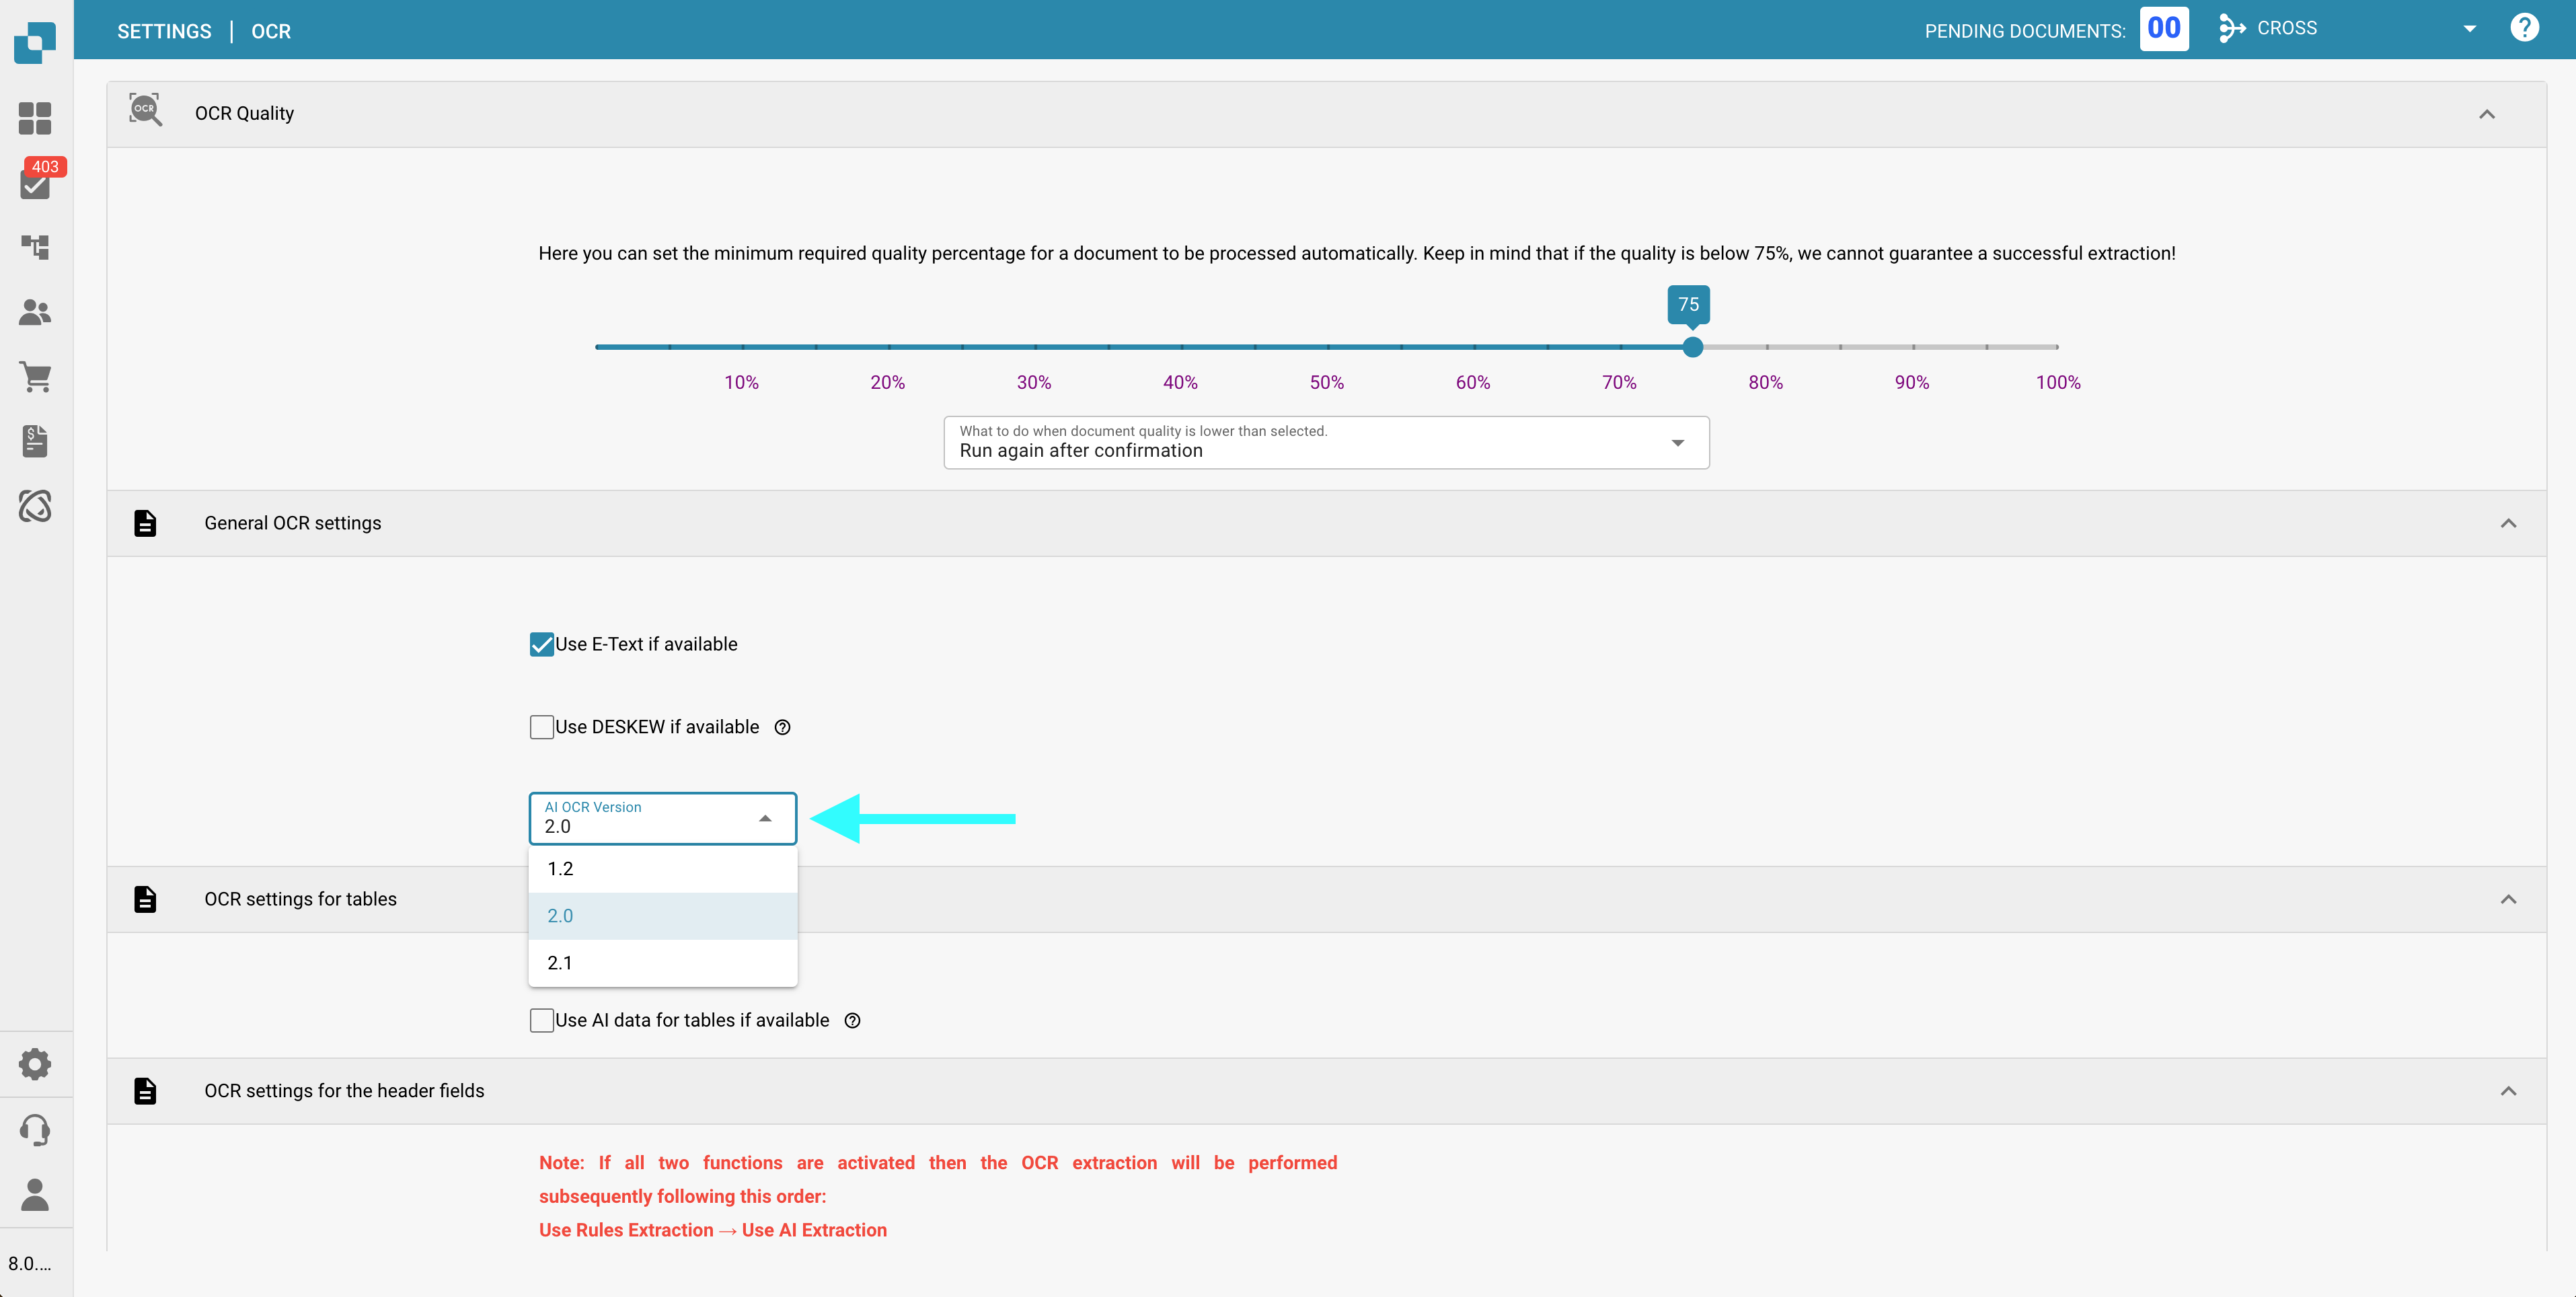 SETTINGS | OCR
PENDING DOCUMENTS: 00 CROSS ?
403
OCR
OCR Quality
Here you can set the minimum required quality percentage for a document to be processed automatically. Keep in mind that if the quality is below 75%, we cannot guarantee a successful extraction!
75
10% 20% 30% 40% 50% 60% 70% 80% 90% 100%
What to do when document quality is lower than selected.
Run again after confirmation
General OCR settings
Use E-Text if available
Use DESKEW if available ?
AI OCR Version
2.0
1.2
OCR settings for tables
2.0
2.1
Use AI data for tables if available ?
OCR settings for the header fields
Note: If all two functions are activated then the OCR extraction will be performed
subsequently following this order:
Use Rules Extraction → Use AI Extraction
8.0....